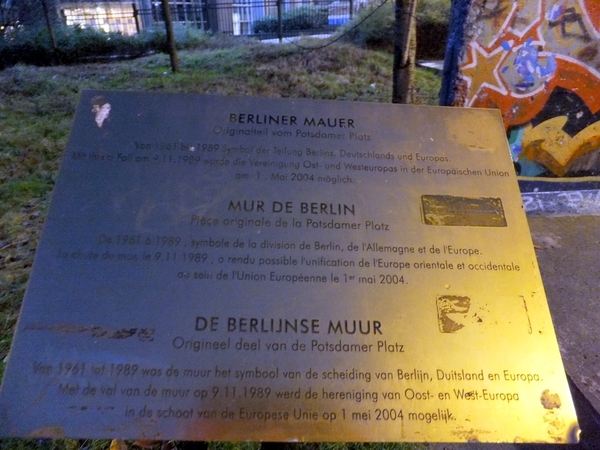 BERLINER MAUER
Originalteil vom Potsdamer Platz
Von 1961 bis 1989 Symbol der Teilung Berlins, Deutschlands und Europas.
Mit ihrem Fall am 9.11.1989 wurde die Vereinigung Ost- und Westeuropas in der Europäischen Union
am 1. Mai 2004 möglich.
MUR DE BERLIN
Pièce originale de la Potsdamer Platz
De 1961 à 1989, symbole de la division de Berlin, de l'Allemagne et de l'Europe.
La chute du mur, le 9.11.1989, a rendu possible l'unification de l'Europe orientale et occidentale
au sein de l'Union Européenne le 1er mai 2004.
DE BERLIJNSE MUUR
Origineel deel van de Potsdamer Platz
Van 1961 tot 1989 was de muur het symbool van de scheiding van Berlijn, Duitsland en Europa.
Met de val van de muur op 9.11.1989 werd de hereniging van Oost- en West-Europa
in de schoot van de Europese Unie op 1 mei 2004 mogelijk.